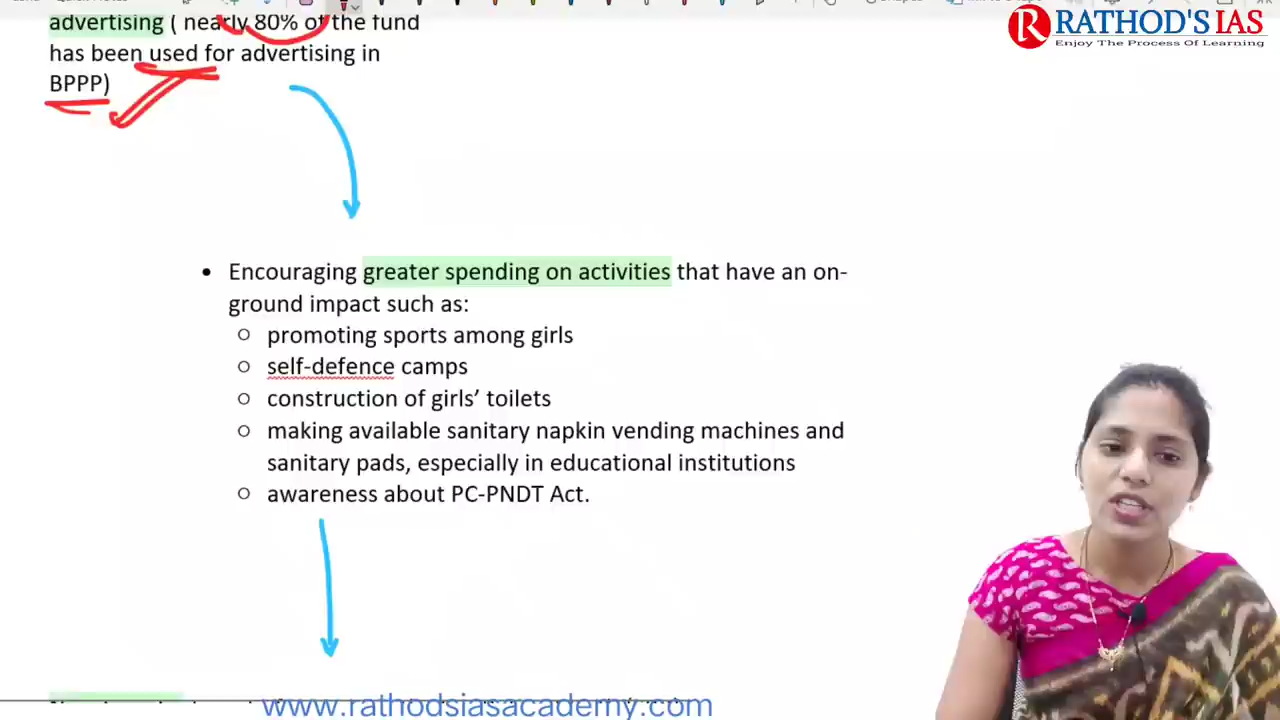 advertising ( nearly 80% of the fund
has been used for advertising in
BPPP)
RATHOD'S IAS
Enjoy The Process Of Learning
• Encouraging greater spending on activities that have an on-
ground impact such as:
o promoting sports among girls
o self-defence camps
o construction of girls’ toilets
o making available sanitary napkin vending machines and
sanitary pads, especially in educational institutions
o awareness about PC-PNDT Act.
www.rathodsiasacademy.com